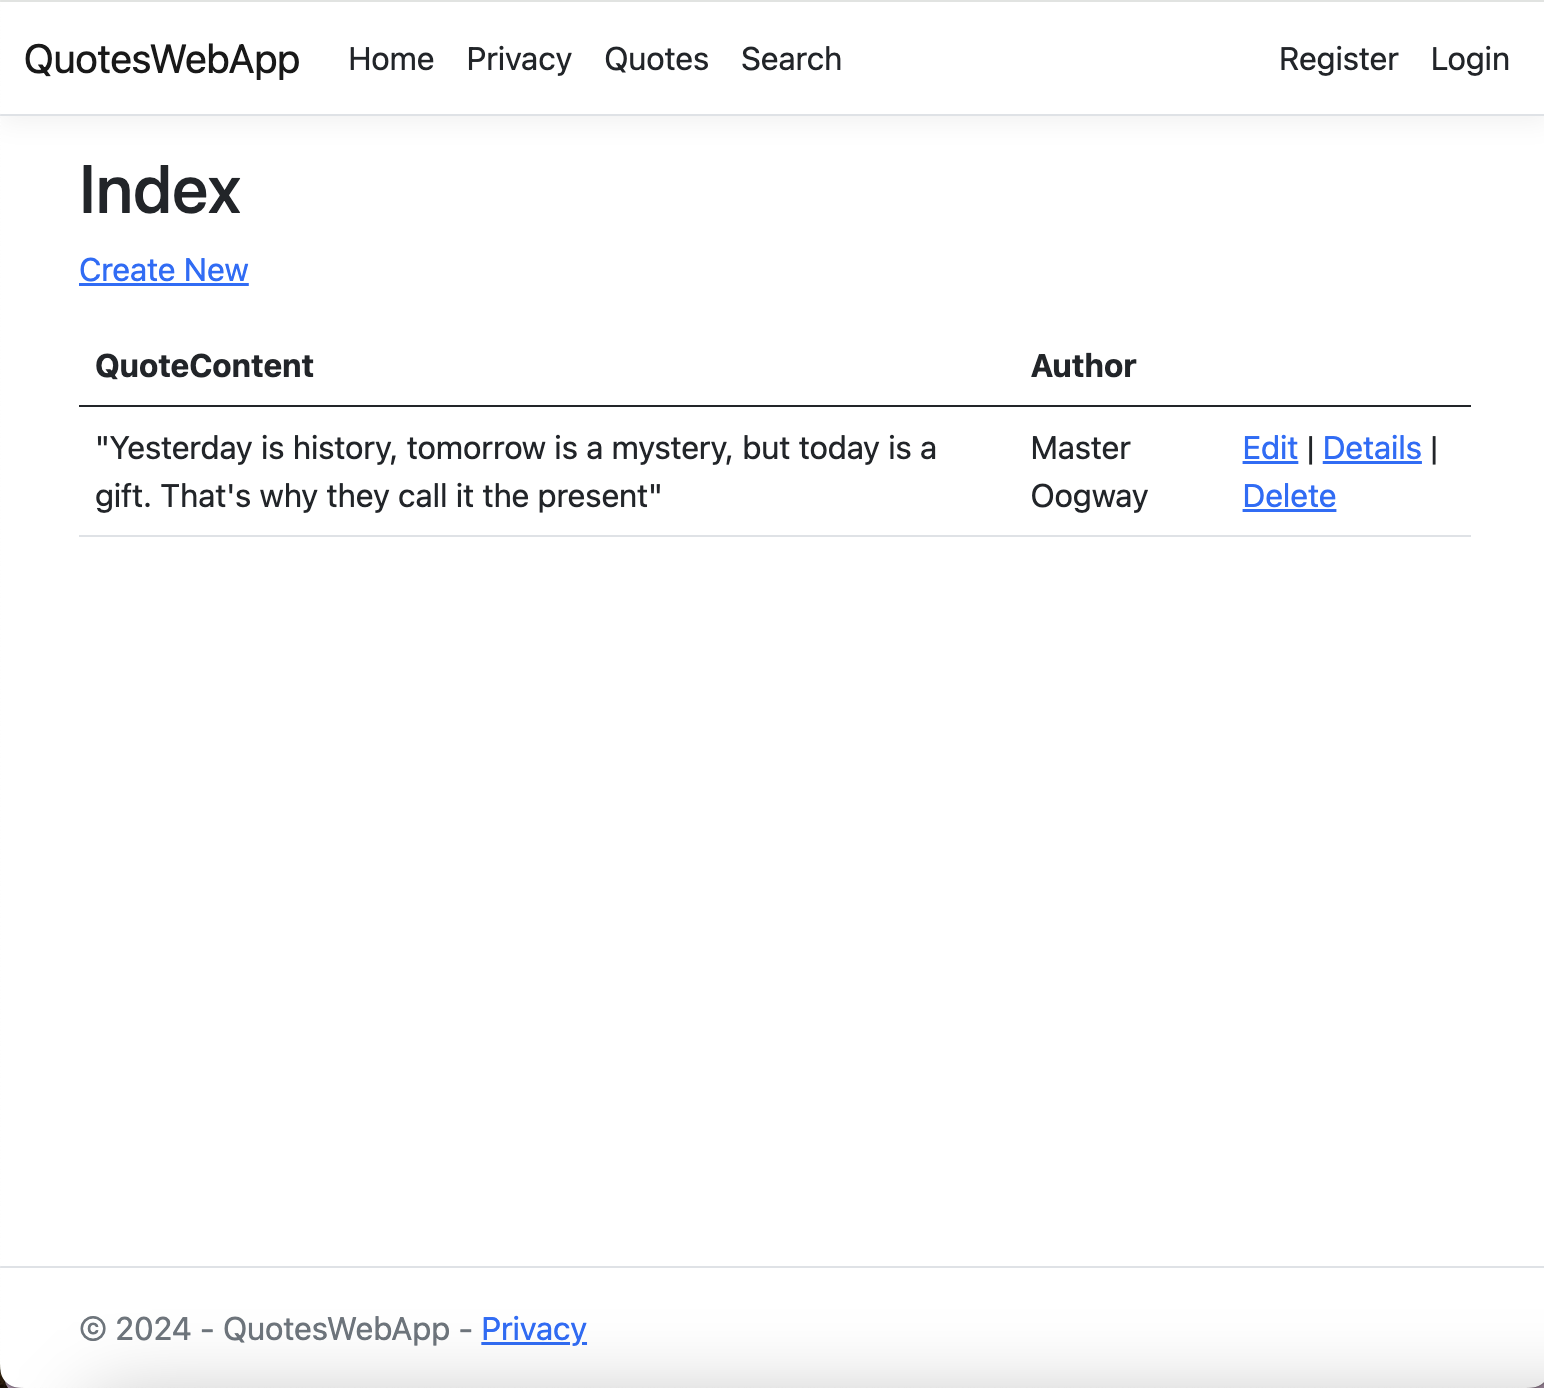 QuotesWebApp Home Privacy Quotes Search Register Login
Index
Create New
QuoteContent Author
"Yesterday is history, tomorrow is a mystery, but today is a Master Edit | Details |
gift. That's why they call it the present" Oogway Delete
© 2024 - QuotesWebApp - Privacy